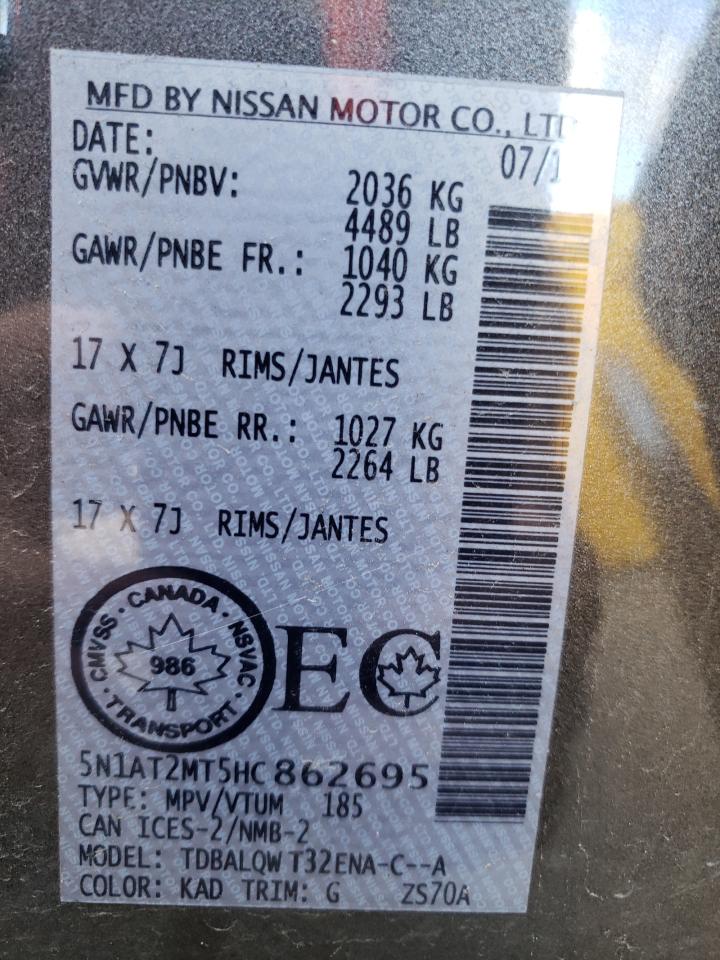 MFD BY NISSAN MOTOR CO.,
DATE:
GVWR/PNBV: 2036 KG
4489 LB
GAWR/PNBE FR.: 1040 KG
2293 LB
17 X 7J RIMS/JANTES
GAWR/PNBE RR.: 1027 KG
2264 LB
17 X 7J RIMS/JANTES
CMVSS · CANADA · NSVAC · TRANSPORT ·
986
EC
5N1AT2MT5HC862695
TYPE: MPV/VTUM 185
CAN ICES-2/NMB-2
MODEL: TDBALQW T32ENA-C--A
COLOR: KAD TRIM: G ZS70A